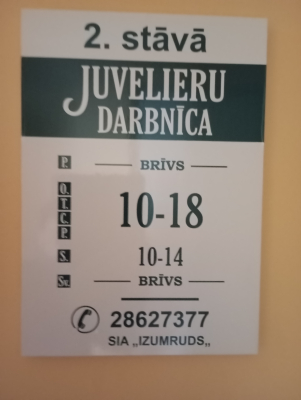 2. stāvā
JUVELIERU
DARBNĪCA
P. BRĪVS
O.
T.
C.
P.
10-18
S. 10-14
Sv. BRĪVS
28627377
SIA „IZUMRUDS„